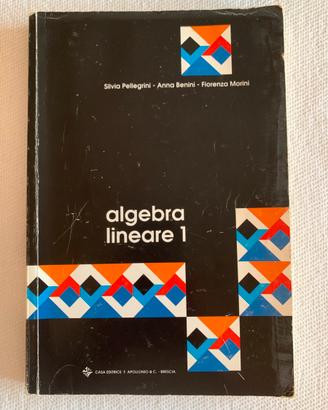 Silvia Pellegrini - Anna Benini - Fiorenza Morini
algebra
lineare 1
CASA EDITRICE F. APOLLONIO & C. - BRESCIA